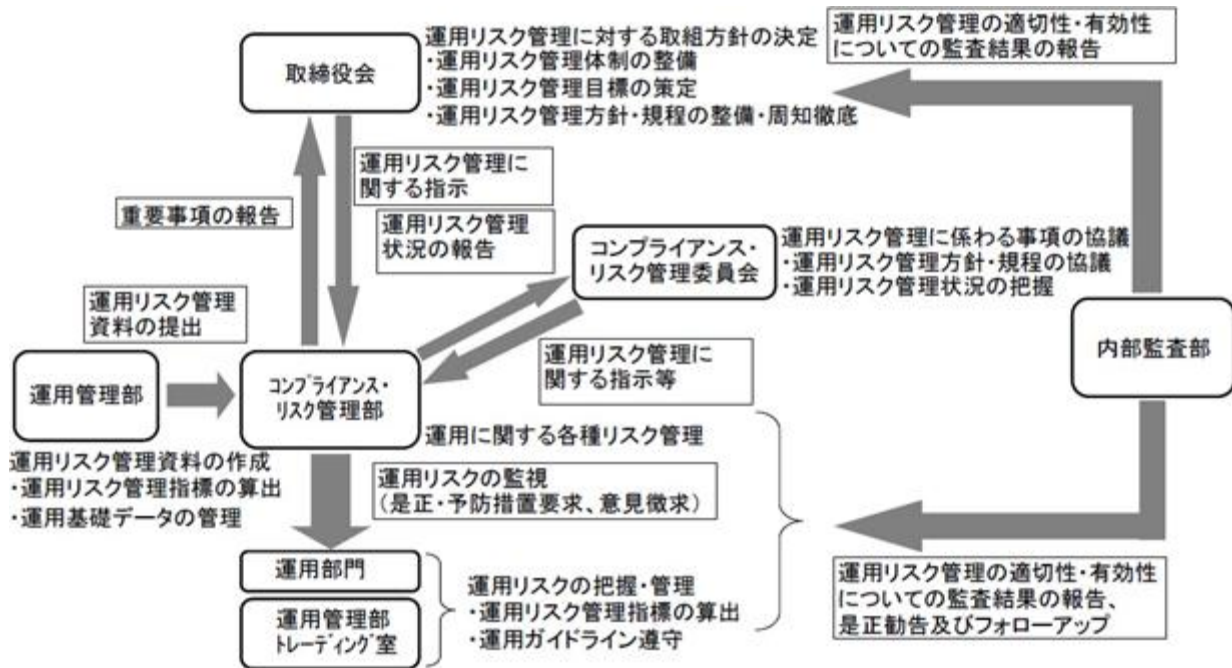 取締役会
運用リスク管理に対する取組方針の決定
・運用リスク管理体制の整備
・運用リスク管理目標の策定
・運用リスク管理方針・規程の整備・周知徹底
運用リスク管理の適切性・有効性
についての監査結果の報告
重要事項の報告
運用リスク管理に
関する指示
運用リスク管理
状況の報告
コンプライアンス・
リスク管理委員会
運用リスク管理に係わる事項の協議
・運用リスク管理方針・規程の協議
・運用リスク管理状況の把握
運用リスク管理
資料の提出
運用管理部
コンプライアンス・
リスク管理部
運用リスク管理に
関する指示等
内部監査部
運用に関する各種リスク管理
運用リスク管理資料の作成
・運用リスク管理指標の算出
・運用基礎データの管理
運用リスクの監視
(是正・予防措置要求、意見徴求)
運用部門
運用管理部
トレーディング室
運用リスクの把握・管理
・運用リスク管理指標の算出
・運用ガイドライン遵守
運用リスク管理の適切性・有効性
についての監査結果の報告、
是正勧告及びフォローアップ